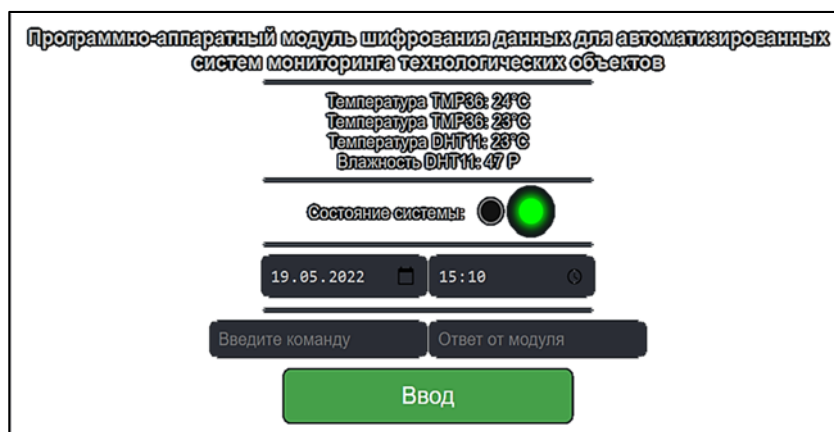 Программно-аппаратный модуль шифрования данных для автоматизированных
систем мониторинга технологических объектов
Температура TMP36: 24°C
Температура TMP36: 23°C
Температура DHT11: 23°C
Влажность DHT11: 47 P
Состояние системы:
19.05.2022 15:10
Введите команду Ответ от модуля
Ввод